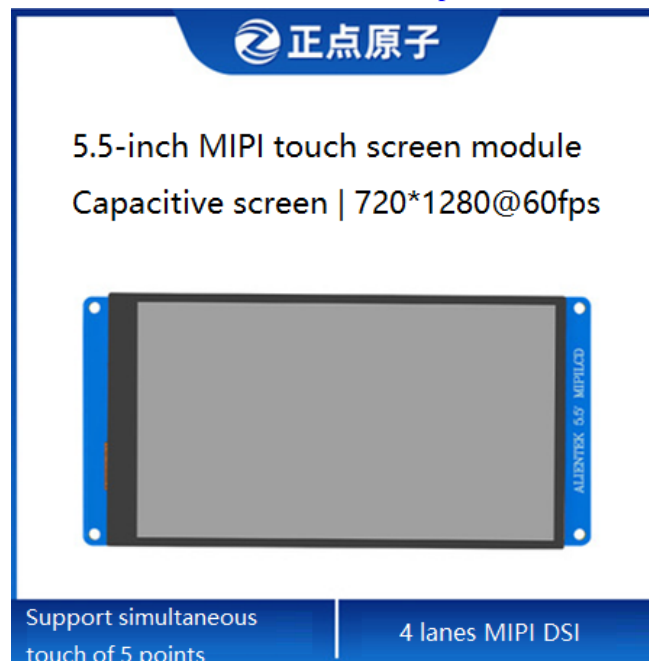 正点原子
5.5-inch MIPI touch screen module
Capacitive screen | 720*1280@60fps
ALIENTEK 5.5' MIPILCD
Support simultaneous
touch of 5 points
4 lanes MIPI DSI